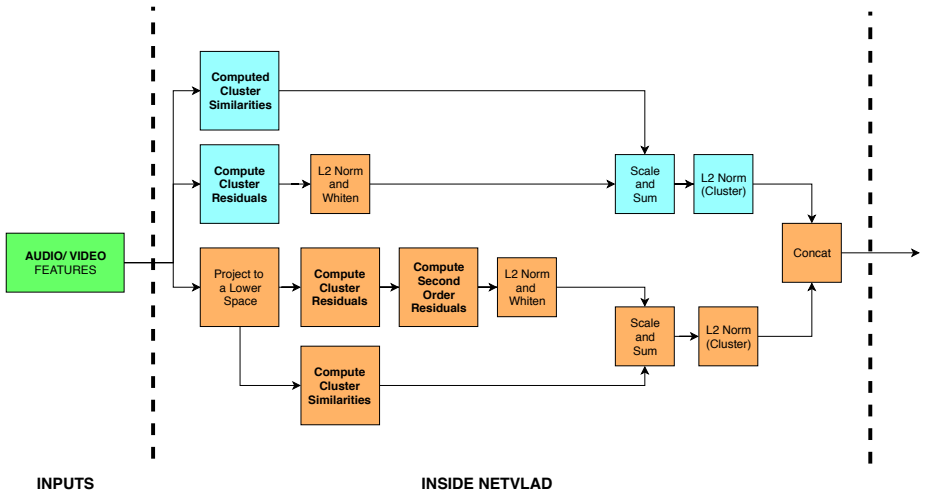 Computed
Cluster
Similarities
Compute
Cluster
Residuals
L2 Norm
and
Whiten
Scale
and
Sum
L2 Norm
(Cluster)
AUDIO/ VIDEO
FEATURES
Project to
a Lower
Space
Compute
Cluster
Residuals
Compute
Second
Order
Residuals
L2 Norm
and
Whiten
Concat
Scale
and
Sum
L2 Norm
(Cluster)
Compute
Cluster
Similarities
INPUTS
INSIDE NETVLAD